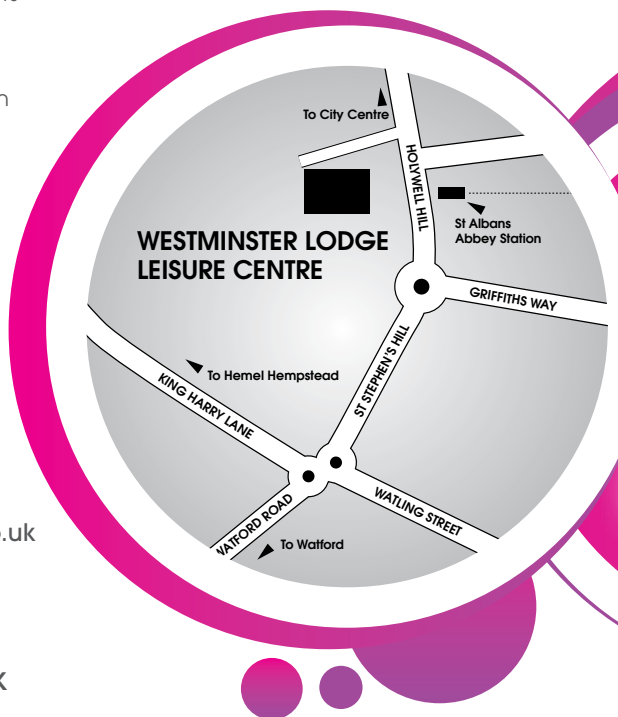 To City Centre
HOLYWELL HILL
St Albans
Abbey Station
WESTMINSTER LODGE
LEISURE CENTRE
GRIFFITHS WAY
ST STEPHEN'S HILL
To Hemel Hempstead
KING HARRY LANE
WATLING STREET
WATFORD ROAD
To Watford
.uk